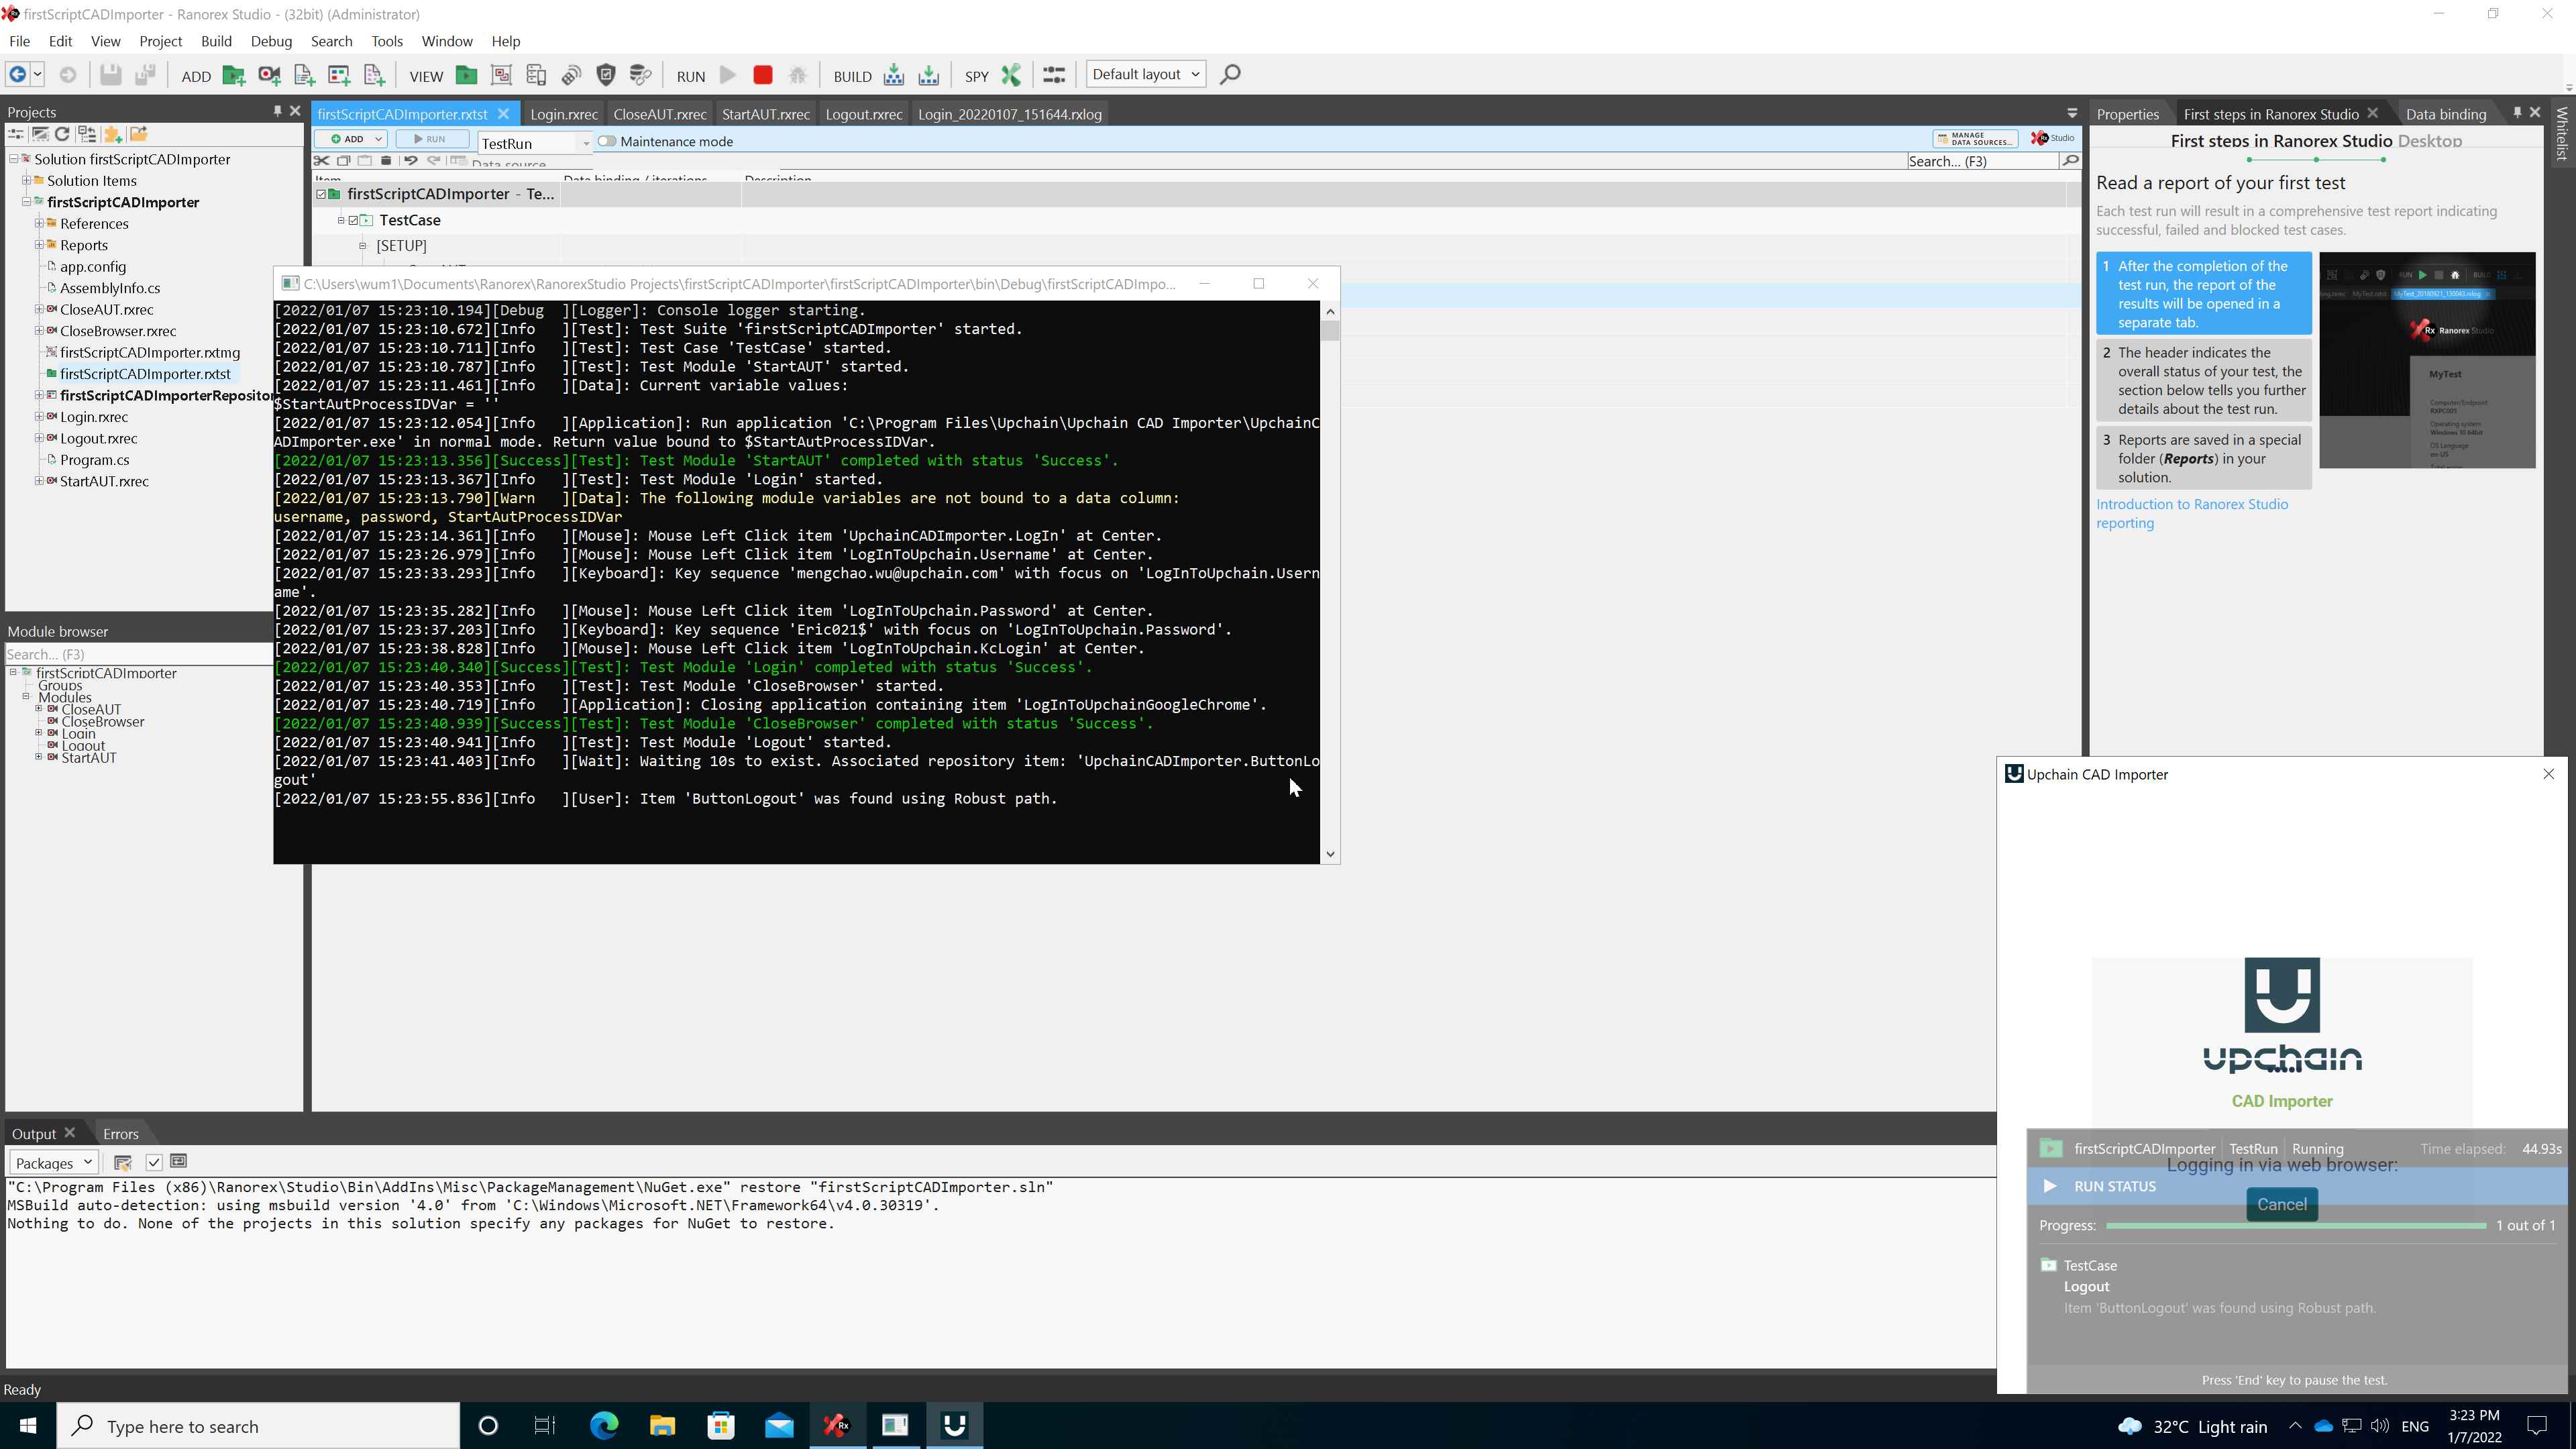 firstScriptCADImporter - Ranorex Studio - (32bit) (Administrator)
File Edit View Project Build Debug Search Tools Window Help
ADD VIEW RUN BUILD SPY Default layout
Projects
Solution firstScriptCADImporter
Solution Items
firstScriptCADImporter
References
Reports
app.config
AssemblyInfo.cs
CloseAUT.rxrec
CloseBrowser.rxrec
firstScriptCADImporter.rxtmg
firstScriptCADImporter.rxtst
firstScriptCADImporterReposito
Login.rxrec
Logout.rxrec
Program.cs
StartAUT.rxrec
Module browser
Search... (F3)
firstScriptCADImporter
Groups
Modules
CloseAUT
CloseBrowser
Login
Logout
StartAUT
firstScriptCADImporter.rxtst Login.rxrec CloseAUT.rxrec StartAUT.rxrec Logout.rxrec Login_20220107_151644.rxlog
ADD RUN TestRun Maintenance mode MANAGE DATA SOURCES... Rx Studio
Data source Search... (F3)
Item Data binding / iterations Description
firstScriptCADImporter - Te...
TestCase
[SETUP]
C:\Users\wum1\Documents\Ranorex\RanorexStudio Projects\firstScriptCADImporter\firstScriptCADImporter\bin\Debug\firstScriptCADImpo...
[2022/01/07 15:23:10.194][Debug  ][Logger]: Console logger starting.
[2022/01/07 15:23:10.672][Info   ][Test]: Test Suite 'firstScriptCADImporter' started.
[2022/01/07 15:23:10.711][Info   ][Test]: Test Case 'TestCase' started.
[2022/01/07 15:23:10.787][Info   ][Test]: Test Module 'StartAUT' started.
[2022/01/07 15:23:11.461][Info   ][Data]: Current variable values:
$StartAutProcessIDVar = ''
[2022/01/07 15:23:12.054][Info   ][Application]: Run application 'C:\Program Files\Upchain\Upchain CAD Importer\UpchainC
ADImporter.exe' in normal mode. Return value bound to $StartAutProcessIDVar.
[2022/01/07 15:23:13.356][Success][Test]: Test Module 'StartAUT' completed with status 'Success'.
[2022/01/07 15:23:13.367][Info   ][Test]: Test Module 'Login' started.
[2022/01/07 15:23:13.790][Warn   ][Data]: The following module variables are not bound to a data column:
username, password, StartAutProcessIDVar
[2022/01/07 15:23:14.361][Info   ][Mouse]: Mouse Left Click item 'UpchainCADImporter.LogIn' at Center.
[2022/01/07 15:23:26.979][Info   ][Mouse]: Mouse Left Click item 'LogInToUpchain.Username' at Center.
[2022/01/07 15:23:33.293][Info   ][Keyboard]: Key sequence 'mengchao.wu@upchain.com' with focus on 'LogInToUpchain.Usern
ame'.
[2022/01/07 15:23:35.282][Info   ][Mouse]: Mouse Left Click item 'LogInToUpchain.Password' at Center.
[2022/01/07 15:23:37.203][Info   ][Keyboard]: Key sequence 'Eric021$' with focus on 'LogInToUpchain.Password'.
[2022/01/07 15:23:38.828][Info   ][Mouse]: Mouse Left Click item 'LogInToUpchain.KcLogin' at Center.
[2022/01/07 15:23:40.340][Success][Test]: Test Module 'Login' completed with status 'Success'.
[2022/01/07 15:23:40.353][Info   ][Test]: Test Module 'CloseBrowser' started.
[2022/01/07 15:23:40.719][Info   ][Application]: Closing application containing item 'LogInToUpchainGoogleChrome'.
[2022/01/07 15:23:40.939][Success][Test]: Test Module 'CloseBrowser' completed with status 'Success'.
[2022/01/07 15:23:40.941][Info   ][Test]: Test Module 'Logout' started.
[2022/01/07 15:23:41.403][Info   ][Wait]: Waiting 10s to exist. Associated repository item: 'UpchainCADImporter.ButtonLo
gout'
[2022/01/07 15:23:55.836][Info   ][User]: Item 'ButtonLogout' was found using Robust path.
Properties First steps in Ranorex Studio Data binding
Whitelist
First steps in Ranorex Studio Desktop
Read a report of your first test
Each test run will result in a comprehensive test report indicating
successful, failed and blocked test cases.
1 After the completion of the
test run, the report of the
results will be opened in a
separate tab.
2 The header indicates the
overall status of your test, the
section below tells you further
details about the test run.
3 Reports are saved in a special
folder (Reports) in your
solution.
Rx Ranorex Studio
MyTest
Computer/Endpoint
RXPC005
Operating system
Windows 10 64bit
OS Language
en-US
Introduction to Ranorex Studio
reporting
Upchain CAD Importer
upchain
CAD Importer
firstScriptCADImporter TestRun Running Time elapsed: 44.93s
Logging in via web browser:
RUN STATUS
Cancel
Progress: 1 out of 1
TestCase
Logout
Item 'ButtonLogout' was found using Robust path.
Press 'End' key to pause the test.
Output Errors
Packages
"C:\Program Files (x86)\Ranorex\Studio\Bin\AddIns\Misc\PackageManagement\NuGet.exe" restore "firstScriptCADImporter.sln"
MSBuild auto-detection: using msbuild version '4.0' from 'C:\Windows\Microsoft.NET\Framework64\v4.0.30319'.
Nothing to do. None of the projects in this solution specify any packages for NuGet to restore.
Ready
Type here to search
32°C Light rain ENG
3:23 PM
1/7/2022